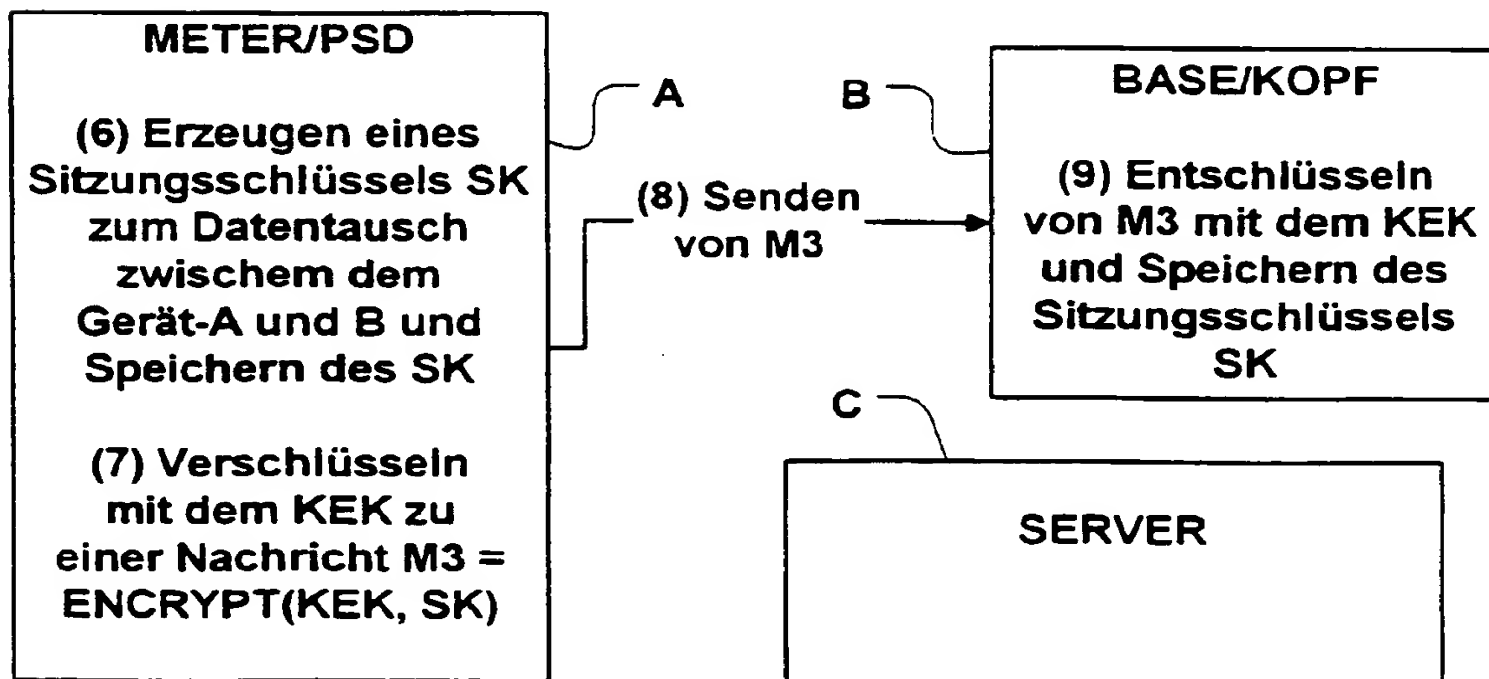 METER/PSD
(6) Erzeugen eines
Sitzungsschlüssels SK
zum Datentausch
zwischem dem
Gerät-A und B und
Speichern des SK
(7) Verschlüsseln
mit dem KEK zu
einer Nachricht M3 =
ENCRYPT(KEK, SK)
A
(8) Senden
von M3
B
BASE/KOPF
(9) Entschlüsseln
von M3 mit dem KEK
und Speichern des
Sitzungsschlüssels
SK
C
SERVER